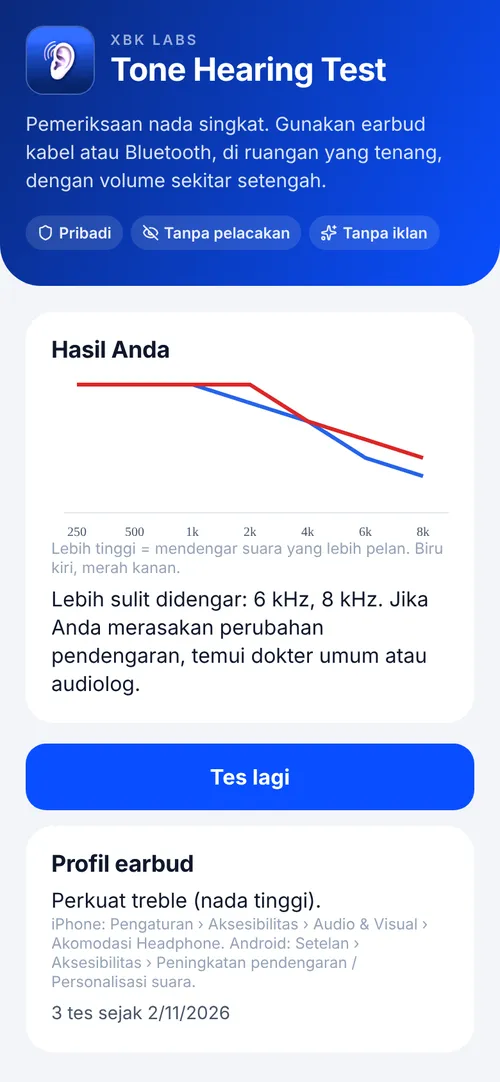 XBK LABS
Tone Hearing Test
Pemeriksaan nada singkat. Gunakan earbud
kabel atau Bluetooth, di ruangan yang tenang,
dengan volume sekitar setengah.
Pribadi
Tanpa pelacakan
Tanpa iklan
Hasil Anda
250 500 1k 2k 4k 6k 8k
Lebih tinggi = mendengar suara yang lebih pelan. Biru
kiri, merah kanan.
Lebih sulit didengar: 6 kHz, 8 kHz. Jika
Anda merasakan perubahan
pendengaran, temui dokter umum atau
audiolog.
Tes lagi
Profil earbud
Perkuat treble (nada tinggi).
iPhone: Pengaturan › Aksesibilitas › Audio & Visual ›
Akomodasi Headphone. Android: Setelan ›
Aksesibilitas › Peningkatan pendengaran /
Personalisasi suara.
3 tes sejak 2/11/2026